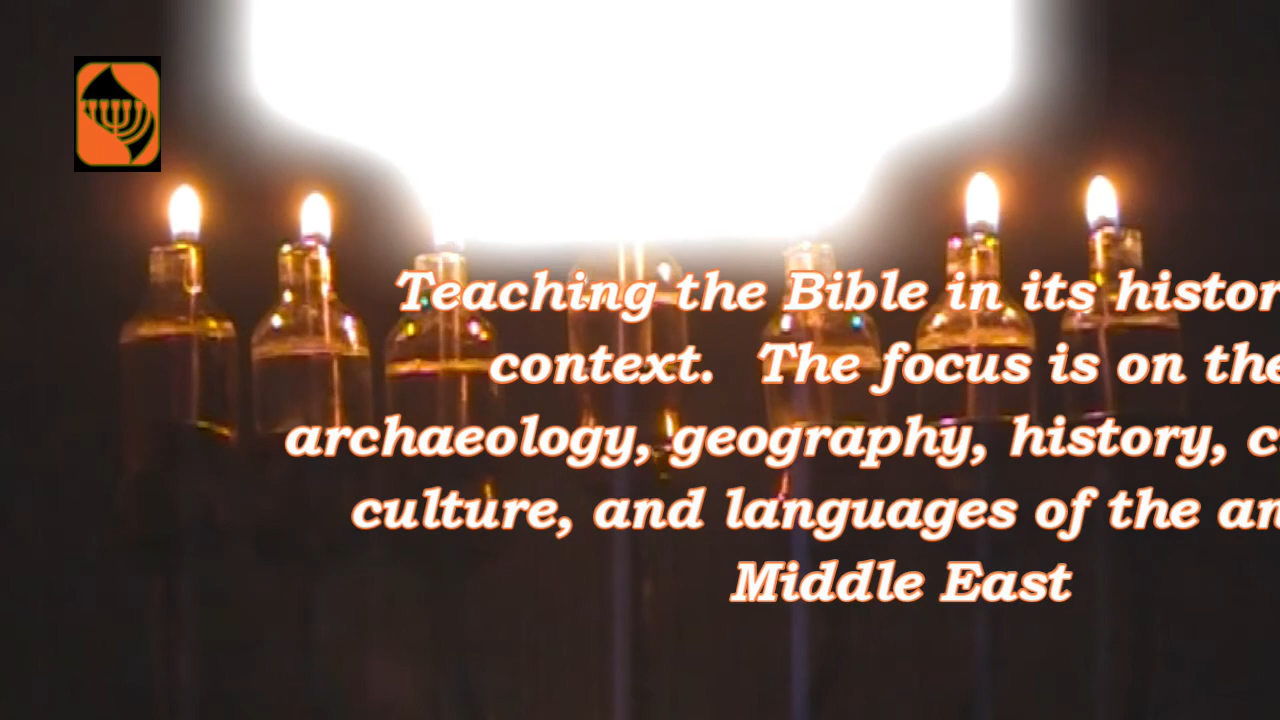 Teaching the Bible in its histor
context. The focus is on the
archaeology, geography, history, c
culture, and languages of the an
Middle East